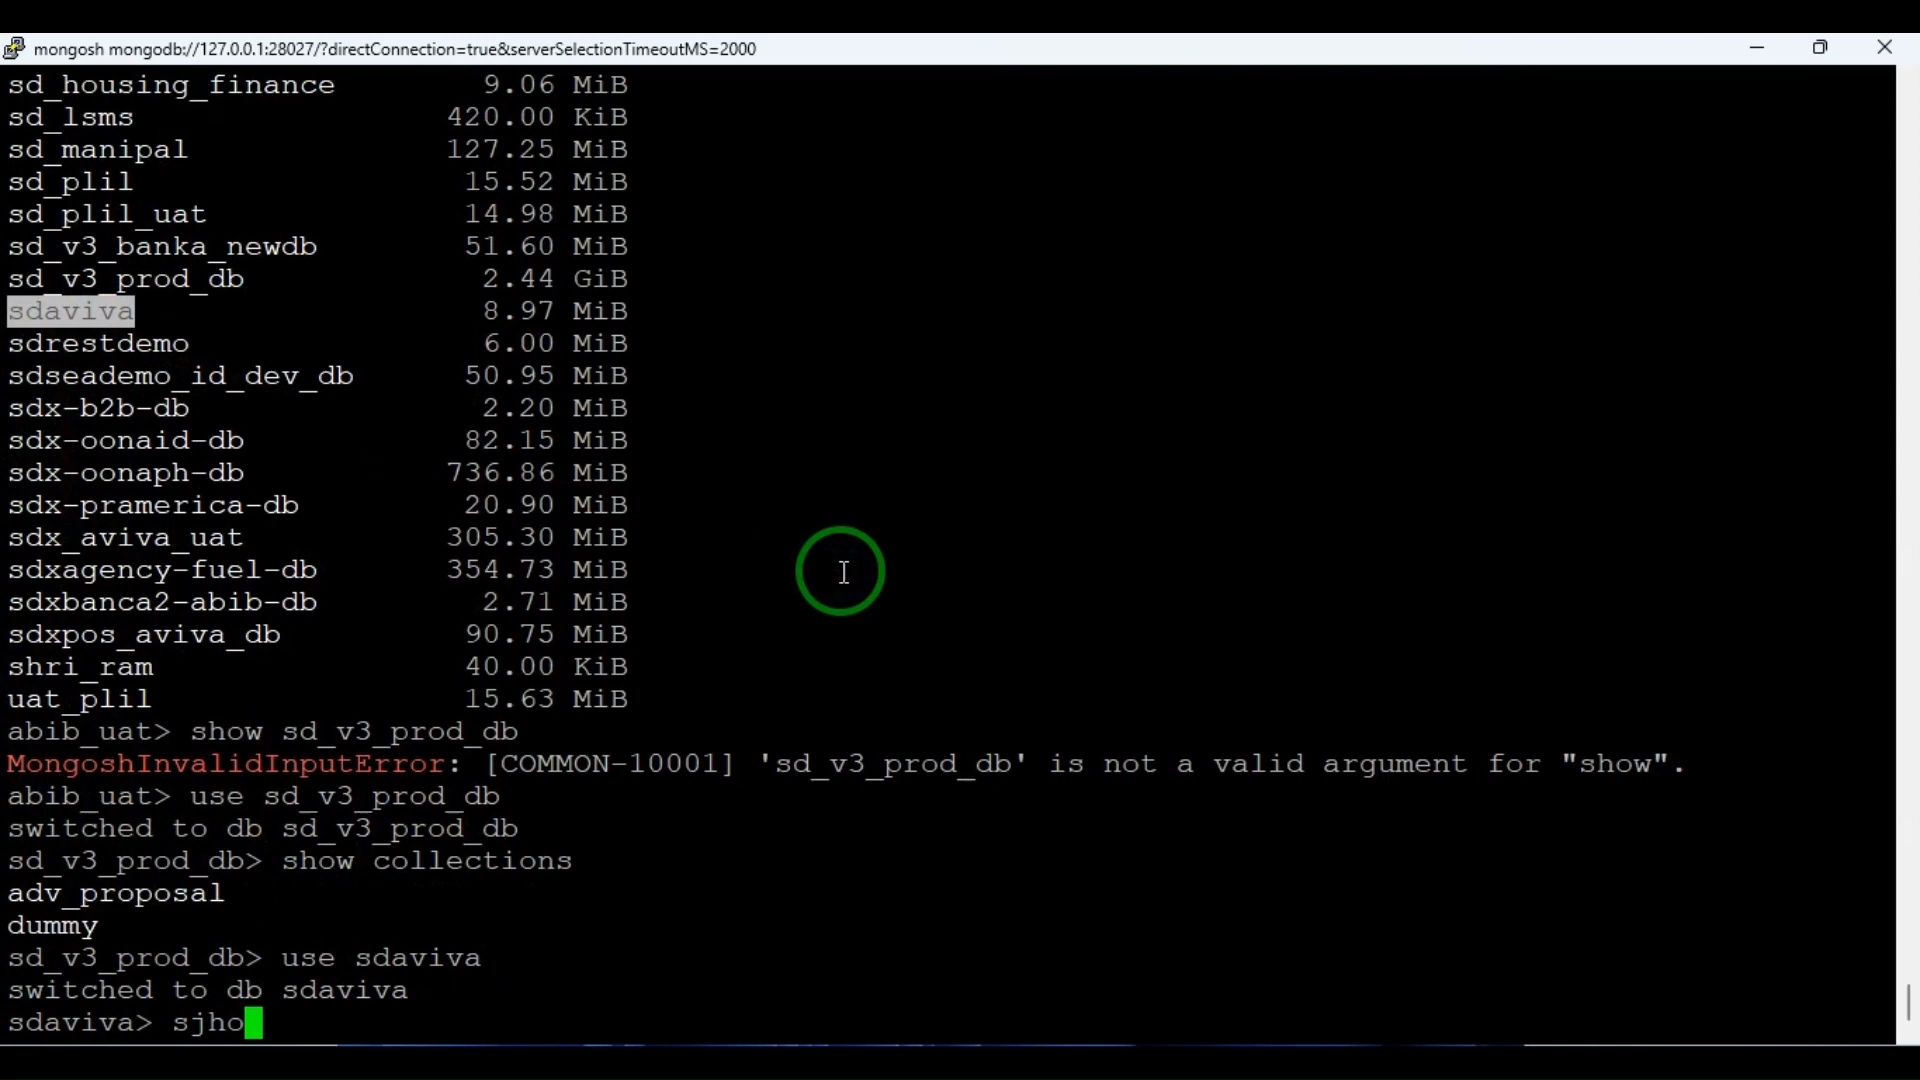 mongosh mongodb://127.0.0.1:28027/?directConnection=true&serverSelectionTimeoutMS=2000
sd_housing_finance 9.06 MiB
sd_lsms 420.00 KiB
sd_manipal 127.25 MiB
sd_plil 15.52 MiB
sd_plil_uat 14.98 MiB
sd_v3_banka_newdb 51.60 MiB
sd_v3_prod_db 2.44 GiB
sdaviva 8.97 MiB
sdrestdemo 6.00 MiB
sdseademo_id_dev_db 50.95 MiB
sdx-b2b-db 2.20 MiB
sdx-oonaid-db 82.15 MiB
sdx-oonaph-db 736.86 MiB
sdx-pramerica-db 20.90 MiB
sdx_aviva_uat 305.30 MiB
sdxagency-fuel-db 354.73 MiB
sdxbanca2-abib-db 2.71 MiB
sdxpos_aviva_db 90.75 MiB
shri_ram 40.00 KiB
uat_plil 15.63 MiB
abib_uat> show sd_v3_prod_db
MongoshInvalidInputError: [COMMON-10001] 'sd_v3_prod_db' is not a valid argument for "show".
abib_uat> use sd_v3_prod_db
switched to db sd_v3_prod_db
sd_v3_prod_db> show collections
adv_proposal
dummy
sd_v3_prod_db> use sdaviva
switched to db sdaviva
sdaviva> sjho